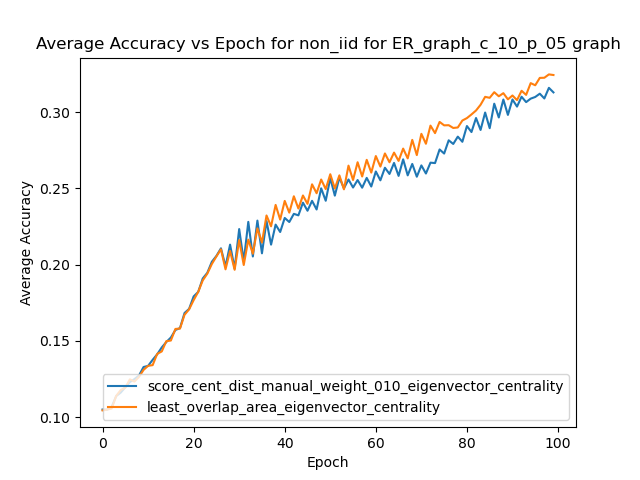 Average Accuracy vs Epoch for non_iid for ER_graph_c_10_p_05 graph
Average Accuracy
0.30
0.25
0.20
0.15
0.10
score_cent_dist_manual_weight_010_eigenvector_centrality
least_overlap_area_eigenvector_centrality
0 20 40 60 80 100
Epoch